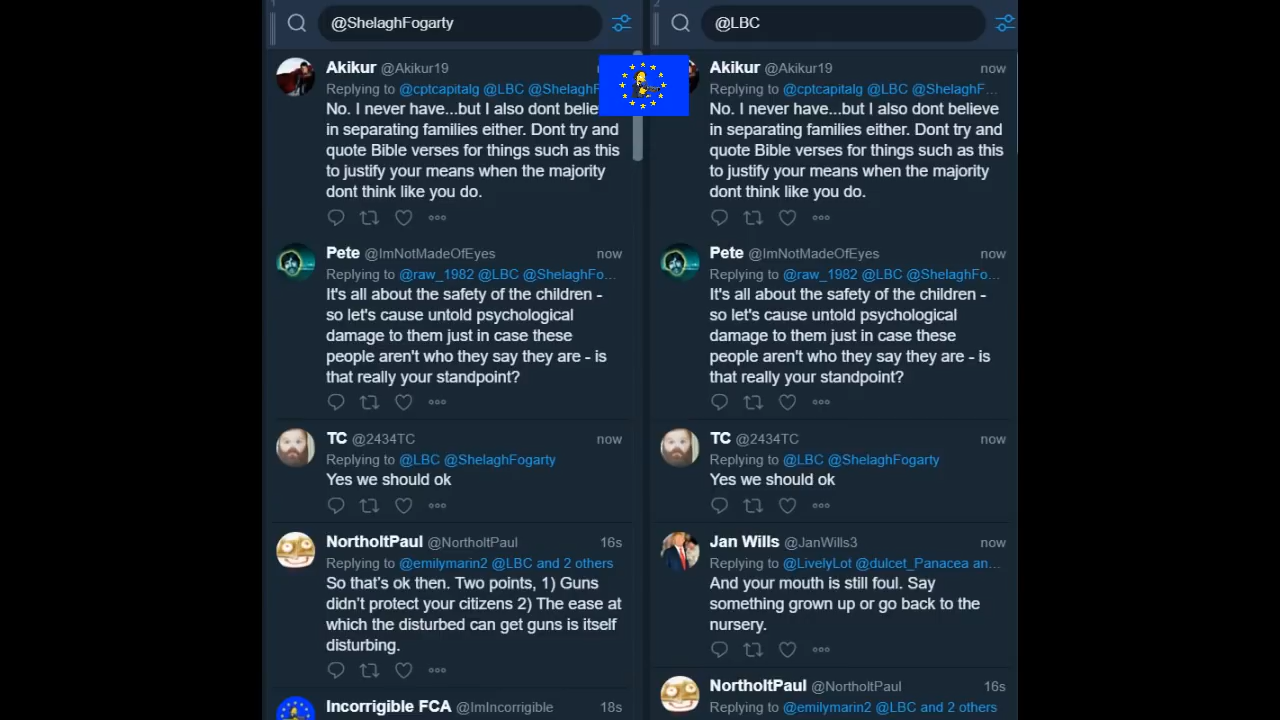 1
@ShelaghFogarty
Akikur @Akikur19
Replying to @cptcapitalg @LBC @ShelaghF
No. I never have...but I also dont believe
in separating families either. Dont try and
quote Bible verses for things such as this
to justify your means when the majority
dont think like you do.
Pete @ImNotMadeOfEyes now
Replying to @raw_1982 @LBC @ShelaghFo...
It's all about the safety of the children -
so let's cause untold psychological
damage to them just in case these
people aren't who they say they are - is
that really your standpoint?
TC @2434TC now
Replying to @LBC @ShelaghFogarty
Yes we should ok
NortholtPaul @NortholtPaul 16s
Replying to @emilymarin2 @LBC and 2 others
So that's ok then. Two points, 1) Guns
didn't protect your citizens 2) The ease at
which the disturbed can get guns is itself
disturbing.
Incorrigible FCA @ImIncorrigible 18s
2
@LBC
Akikur @Akikur19 now
Replying to @cptcapitalg @LBC @ShelaghF...
No. I never have...but I also dont believe
in separating families either. Dont try and
quote Bible verses for things such as this
to justify your means when the majority
dont think like you do.
Pete @ImNotMadeOfEyes now
Replying to @raw_1982 @LBC @ShelaghFo...
It's all about the safety of the children -
so let's cause untold psychological
damage to them just in case these
people aren't who they say they are - is
that really your standpoint?
TC @2434TC now
Replying to @LBC @ShelaghFogarty
Yes we should ok
Jan Wills @JanWills3 now
Replying to @LivelyLot @dulcet_Panacea an...
And your mouth is still foul. Say
something grown up or go back to the
nursery.
NortholtPaul @NortholtPaul 16s
Replying to @emilymarin2 @LBC and 2 others